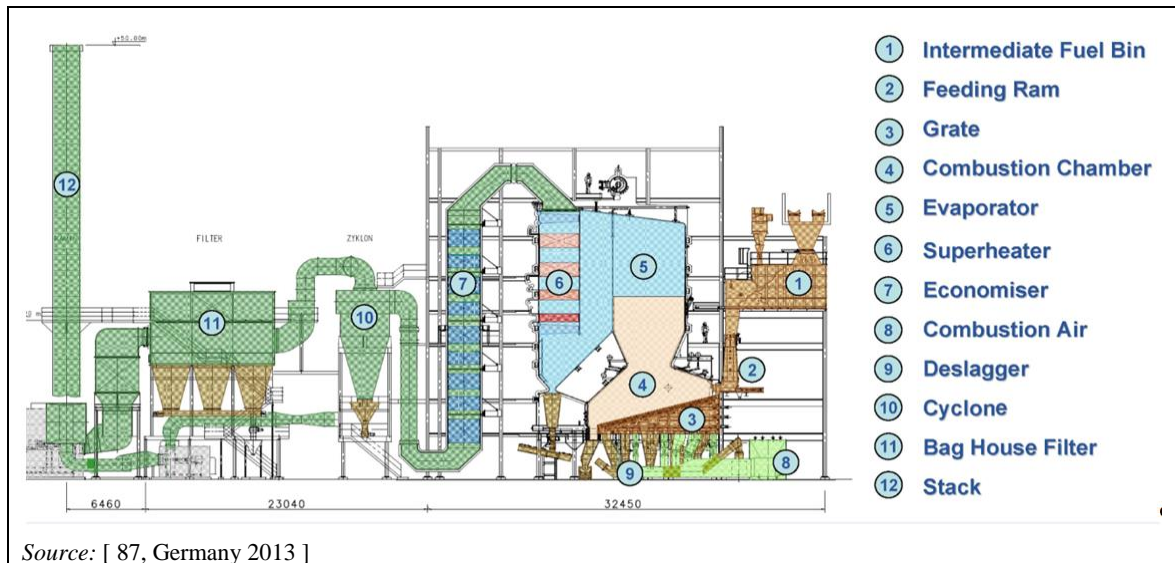 +50.00m
12
FILTER
ZYKLON
11
10
7
6
5
4
3
2
1
9
8
6460
23040
32450
1 Intermediate Fuel Bin
2 Feeding Ram
3 Grate
4 Combustion Chamber
5 Evaporator
6 Superheater
7 Economiser
8 Combustion Air
9 Deslagger
10 Cyclone
11 Bag House Filter
12 Stack
Source: [ 87, Germany 2013 ]